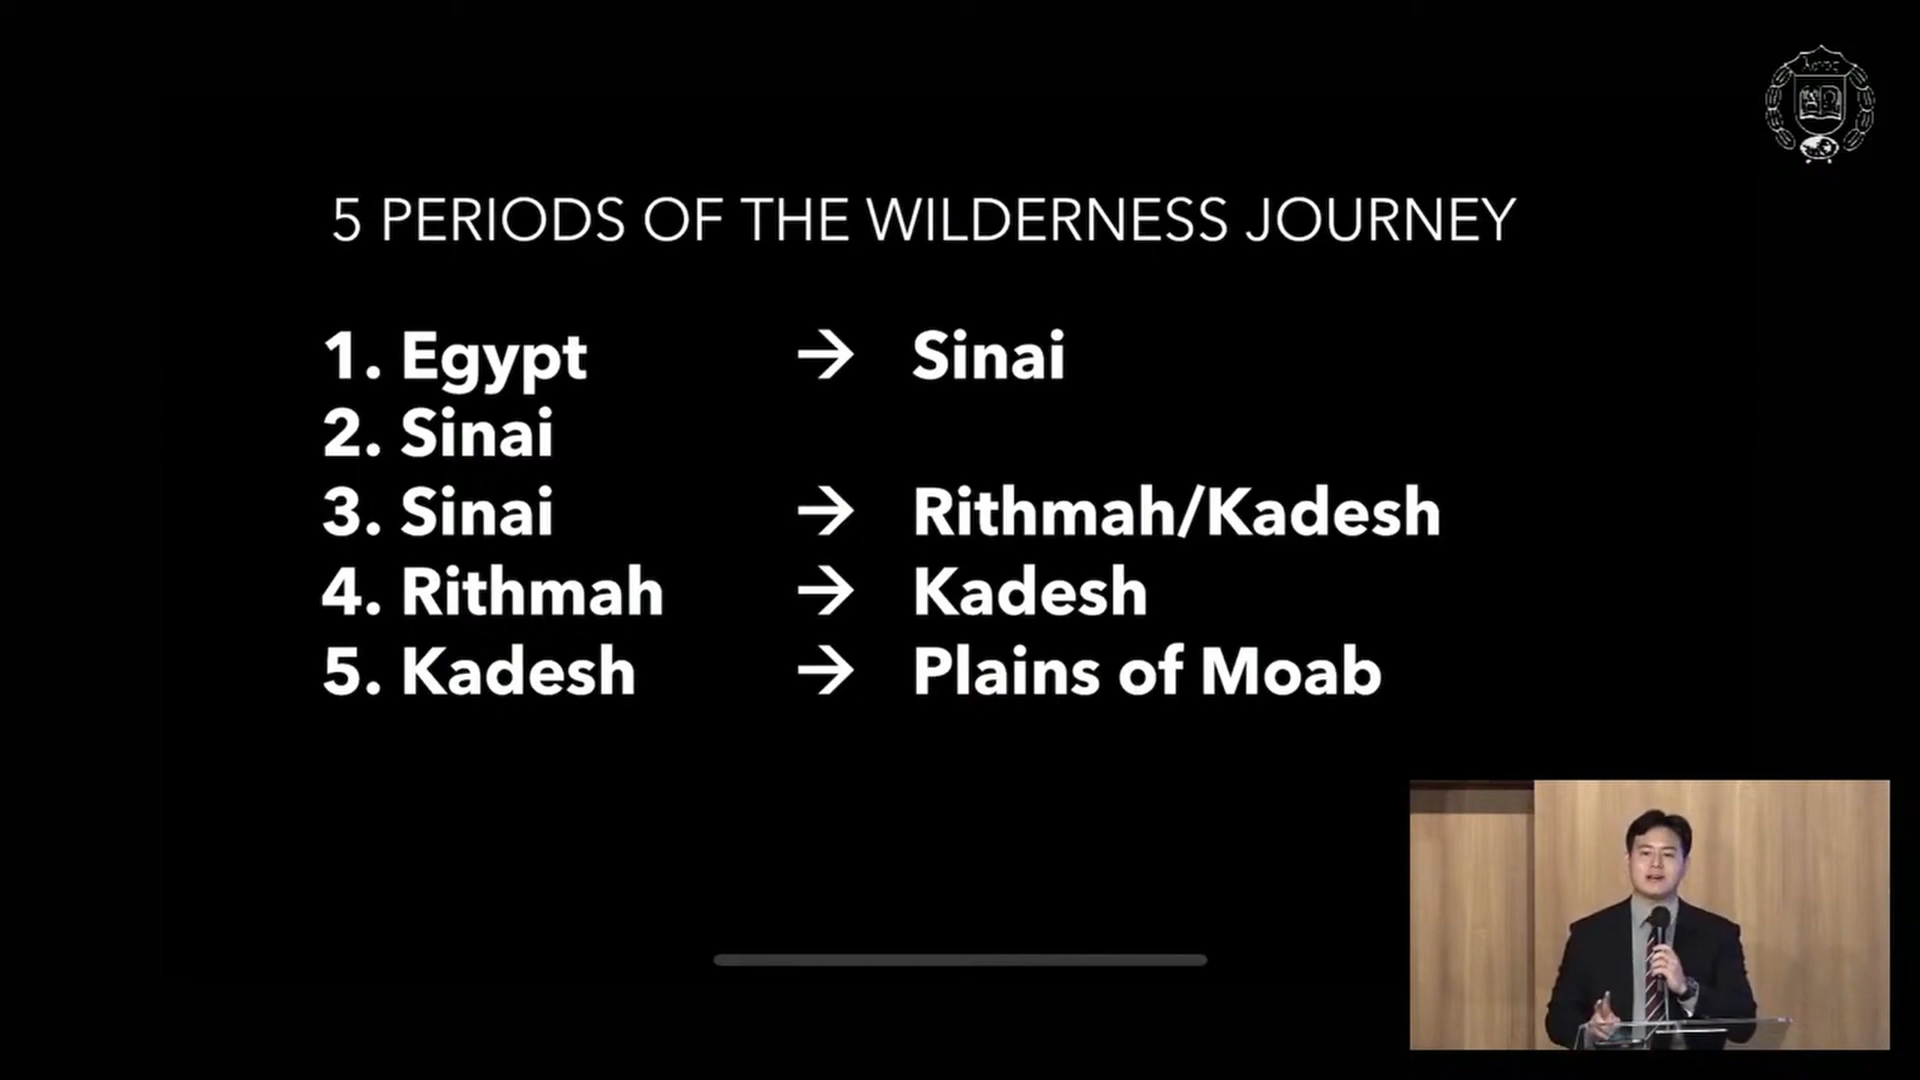 5 PERIODS OF THE WILDERNESS JOURNEY
1. Egypt → Sinai
2. Sinai
3. Sinai → Rithmah/Kadesh
4. Rithmah → Kadesh
5. Kadesh → Plains of Moab